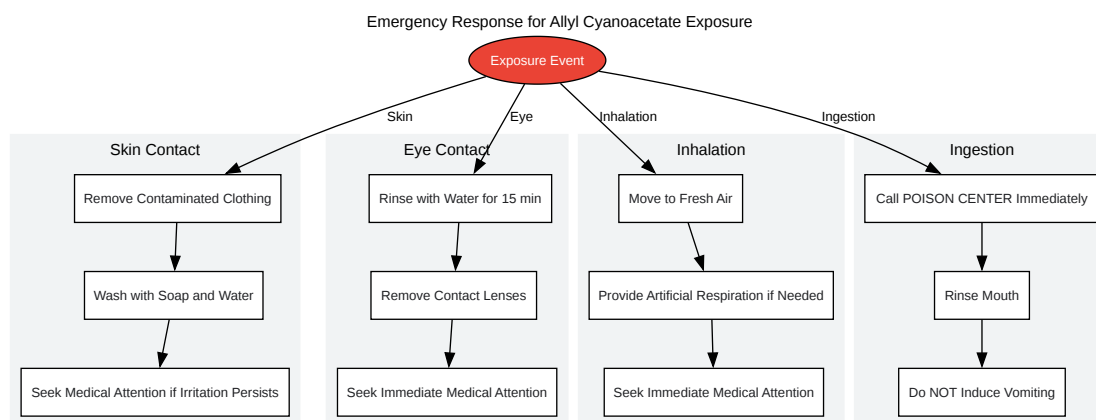 Emergency Response for Allyl Cyanoacetate Exposure
Exposure Event
Skin
Eye
Inhalation
Ingestion
Skin Contact
Eye Contact
Inhalation
Ingestion
Remove Contaminated Clothing
Rinse with Water for 15 min
Move to Fresh Air
Call POISON CENTER Immediately
Wash with Soap and Water
Remove Contact Lenses
Provide Artificial Respiration if Needed
Rinse Mouth
Seek Medical Attention if Irritation Persists
Seek Immediate Medical Attention
Seek Immediate Medical Attention
Do NOT Induce Vomiting